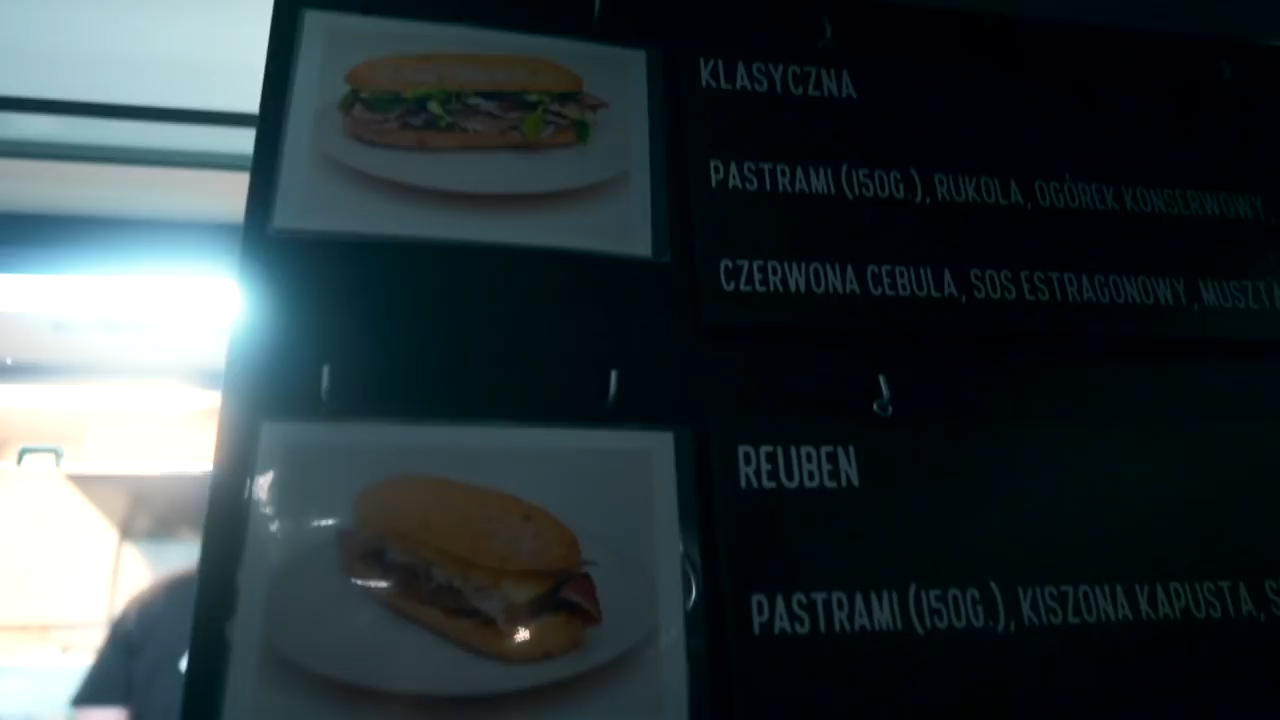 KLASYCZNA
PASTRAMI (150G.), RUKOLA, OGÓREK KONSERWOWY,
CZERWONA CEBULA, SOS ESTRAGONOWY,
REUBEN
PASTRAMI (150G.), KISZONA KAPUSTA,